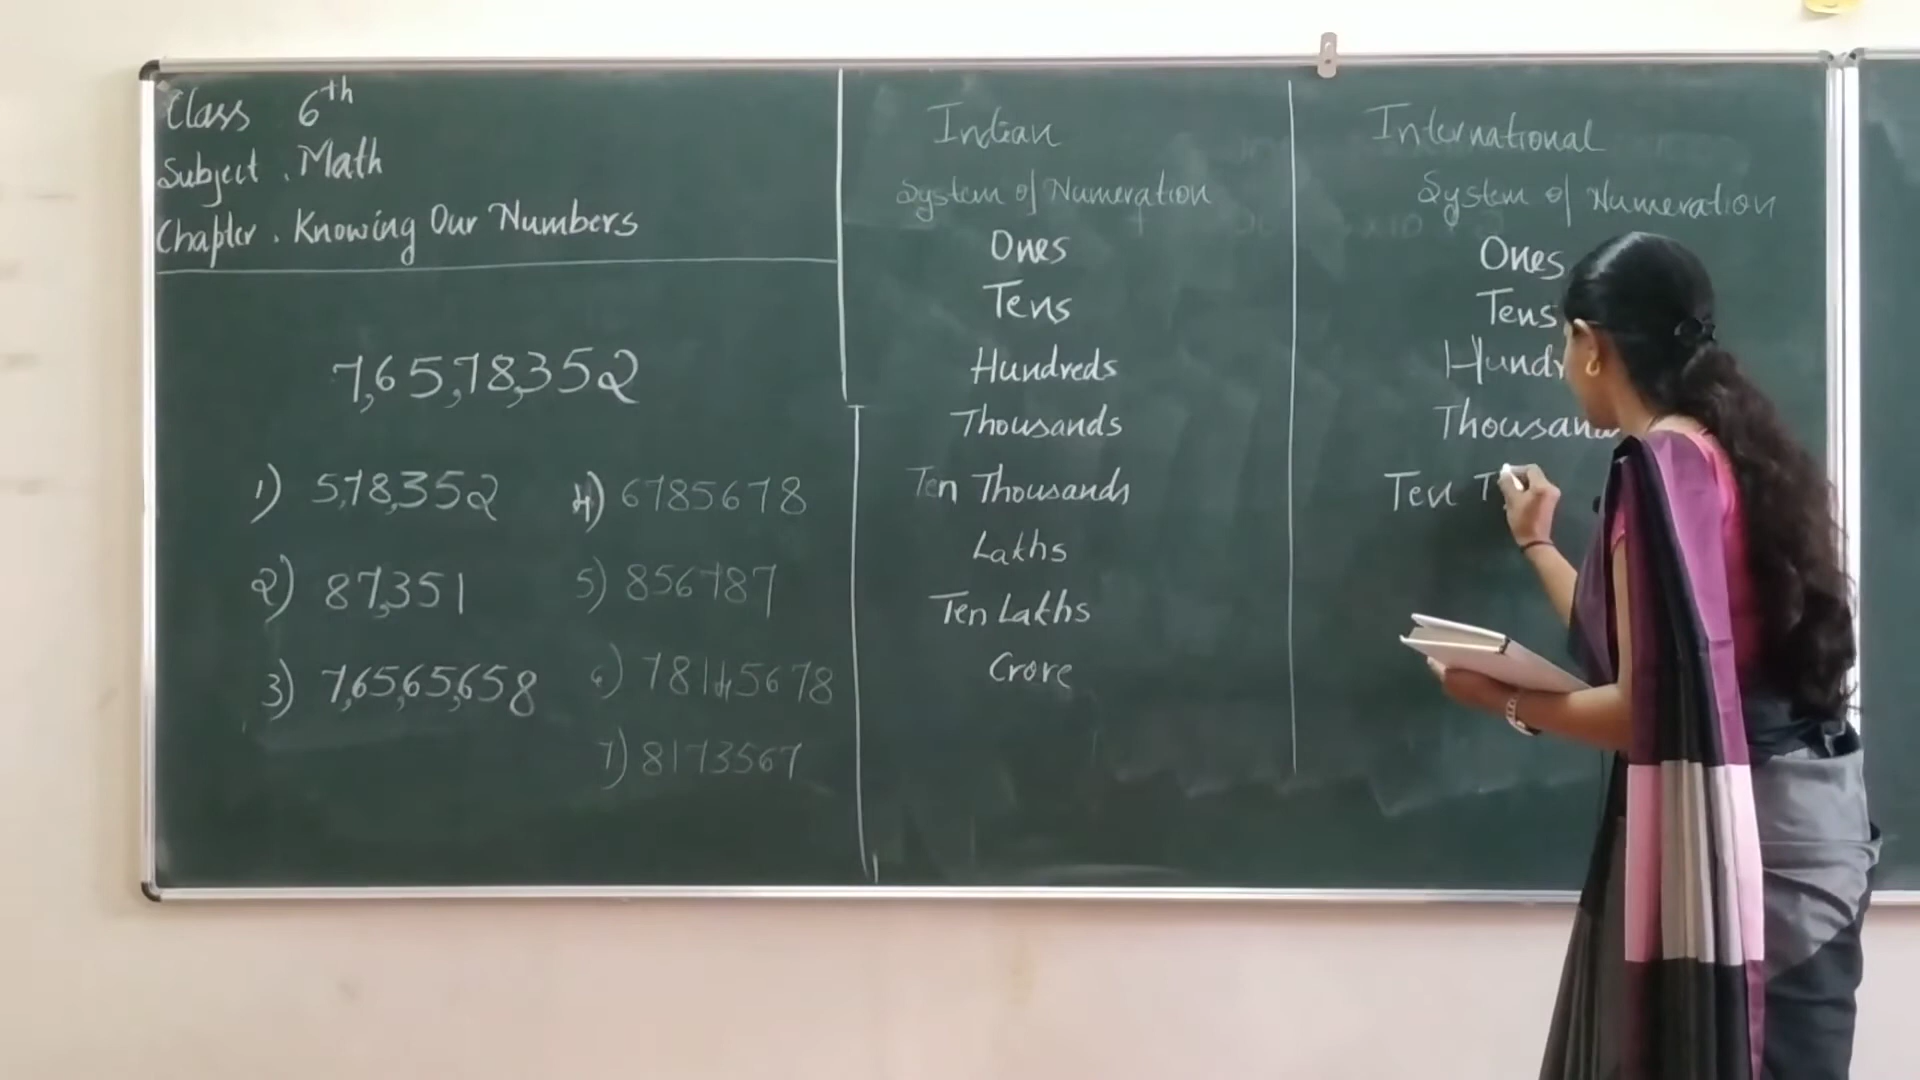 Class 6th
Subject . Math
Chapter . Knowing Our Numbers
7,65,78,352
1) 5,78,352
2) 87,351
3) 7,65,65,658
4) 6785678
5) 856787
6) 78145678
7) 8173567
Indian
System of Numeration
Ones
Tens
Hundreds
Thousands
Ten Thousands
Lakhs
Ten Lakhs
Crore
International
System of Numeration
Ones
Tens
Hundr
Thousan
Ten T